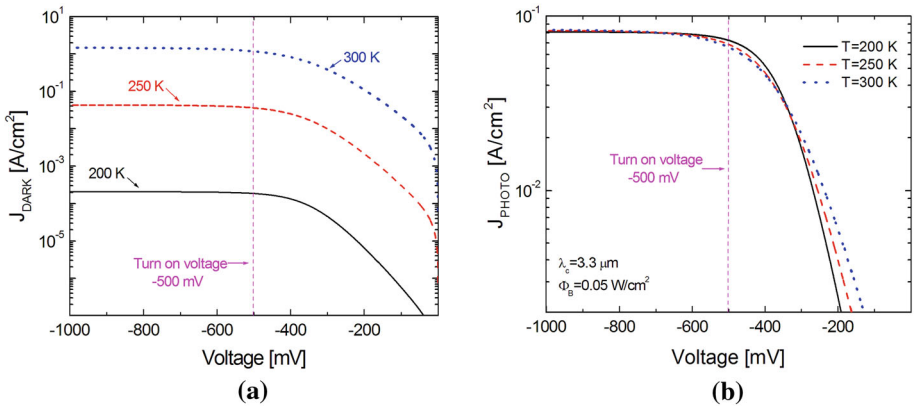 10^1
10^-1
10^-3
10^-5
J_DARK [A/cm^2]
300 K
250 K
200 K
Turn on voltage
-500 mV
-1000 -800 -600 -400 -200
Voltage [mV]
(a)
10^-1
10^-2
J_PHOTO [A/cm^2]
T=200 K
T=250 K
T=300 K
Turn on voltage
-500 mV
λ_c=3.3 µm
Φ_B=0.05 W/cm^2
-1000 -800 -600 -400 -200
Voltage [mV]
(b)